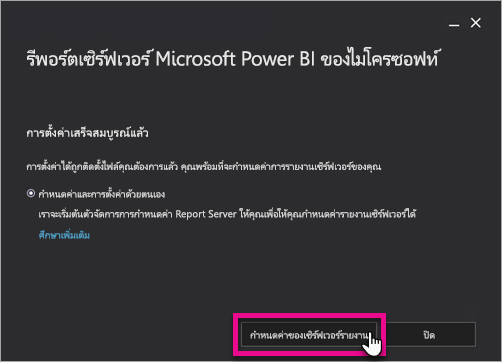 รีพอร์ตเซิร์ฟเวอร์ Microsoft Power BI ของไมโครซอฟท์
การตั้งค่าเสร็จสมบูรณ์แล้ว
การตั้งค่าได้ถูกติดตั้งไฟล์คุณต้องการแล้ว คุณพร้อมที่จะกำหนดค่าการรายงานเซิร์ฟเวอร์ของคุณ
กำหนดค่าและการตั้งค่าด้วยตนเอง
เราจะเริ่มต้นตัวจัดการการกำหนดค่า Report Server ให้คุณเพื่อให้คุณกำหนดค่ารายงานเซิร์ฟเวอร์ได้
ศึกษาเพิ่มเติม
กำหนดค่าของเซิร์ฟเวอร์รายงาน ปิด